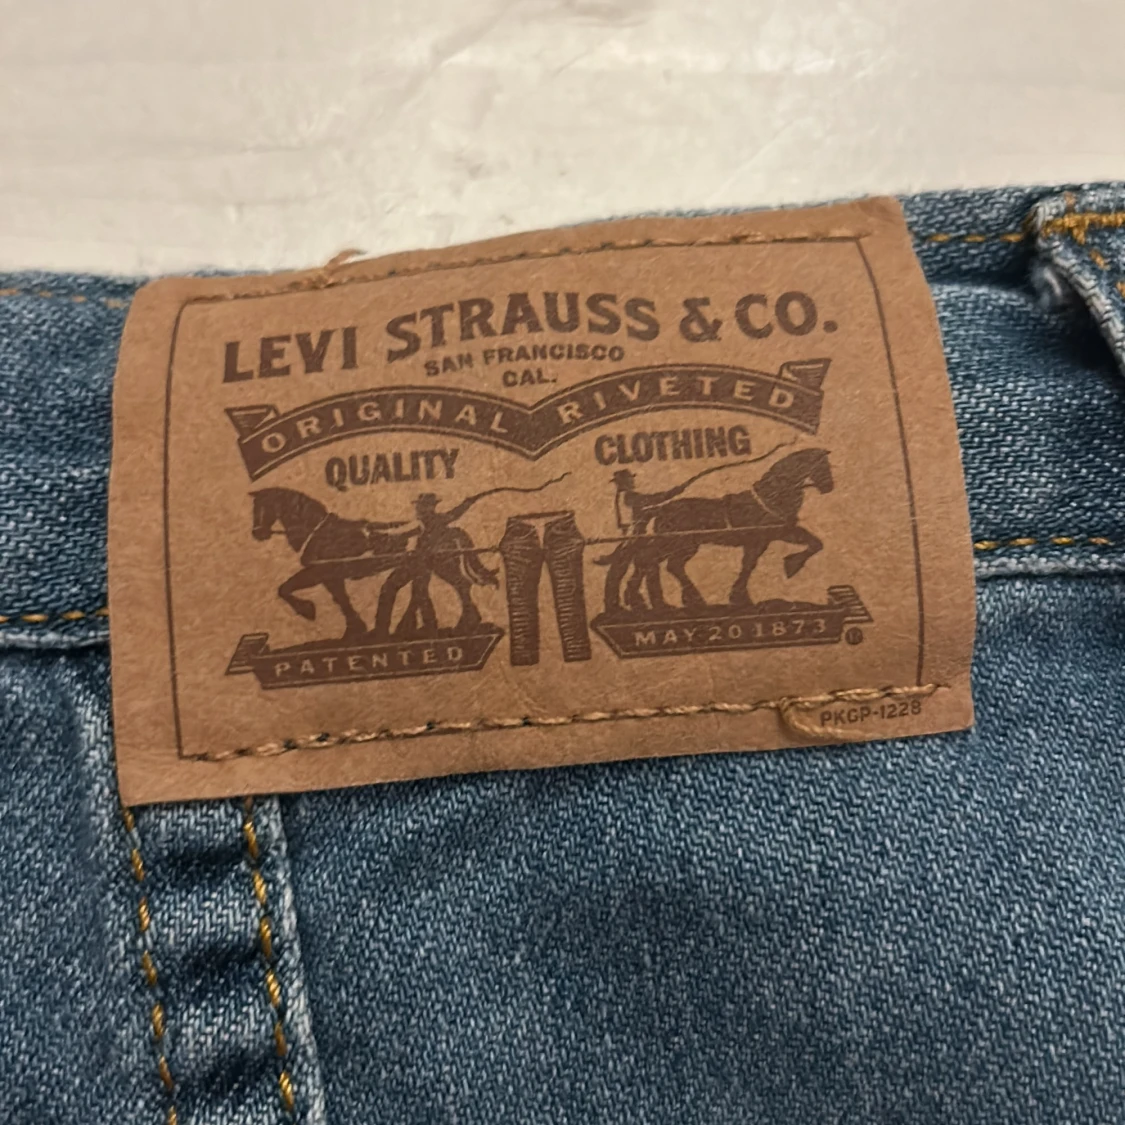 LEVI STRAUSS & CO.
SAN FRANCISCO
CAL.
ORIGINAL RIVETED
QUALITY CLOTHING
PATENTED MAY 20 1873 ®
PKGP-1228